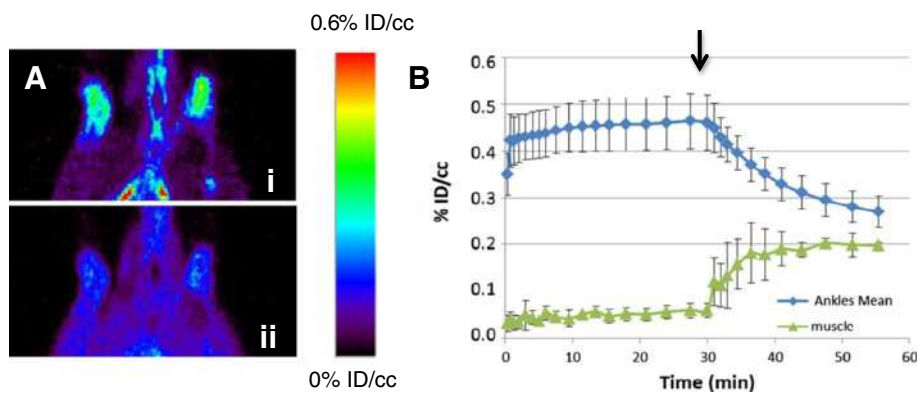 A
i
ii
0.6% ID/cc
0% ID/cc
B
% ID/cc
0.6
0.5
0.4
0.3
0.2
0.1
0.0
0
10
20
30
40
50
60
Time (min)
Ankles Mean
muscle